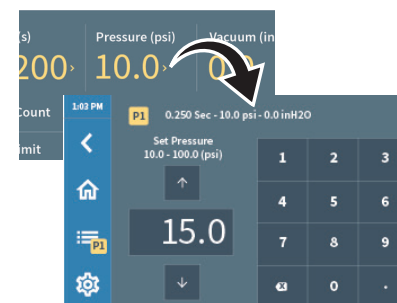 (s) Pressure (psi) Vacuum (in
200 10.0
Count
imit
1:03 PM
P1 0.250 Sec - 10.0 psi - 0.0 inH2O
Set Pressure
10.0 - 100.0 (psi)
15.0
1 2 3
4 5 6
7 8 9
0 .
P1